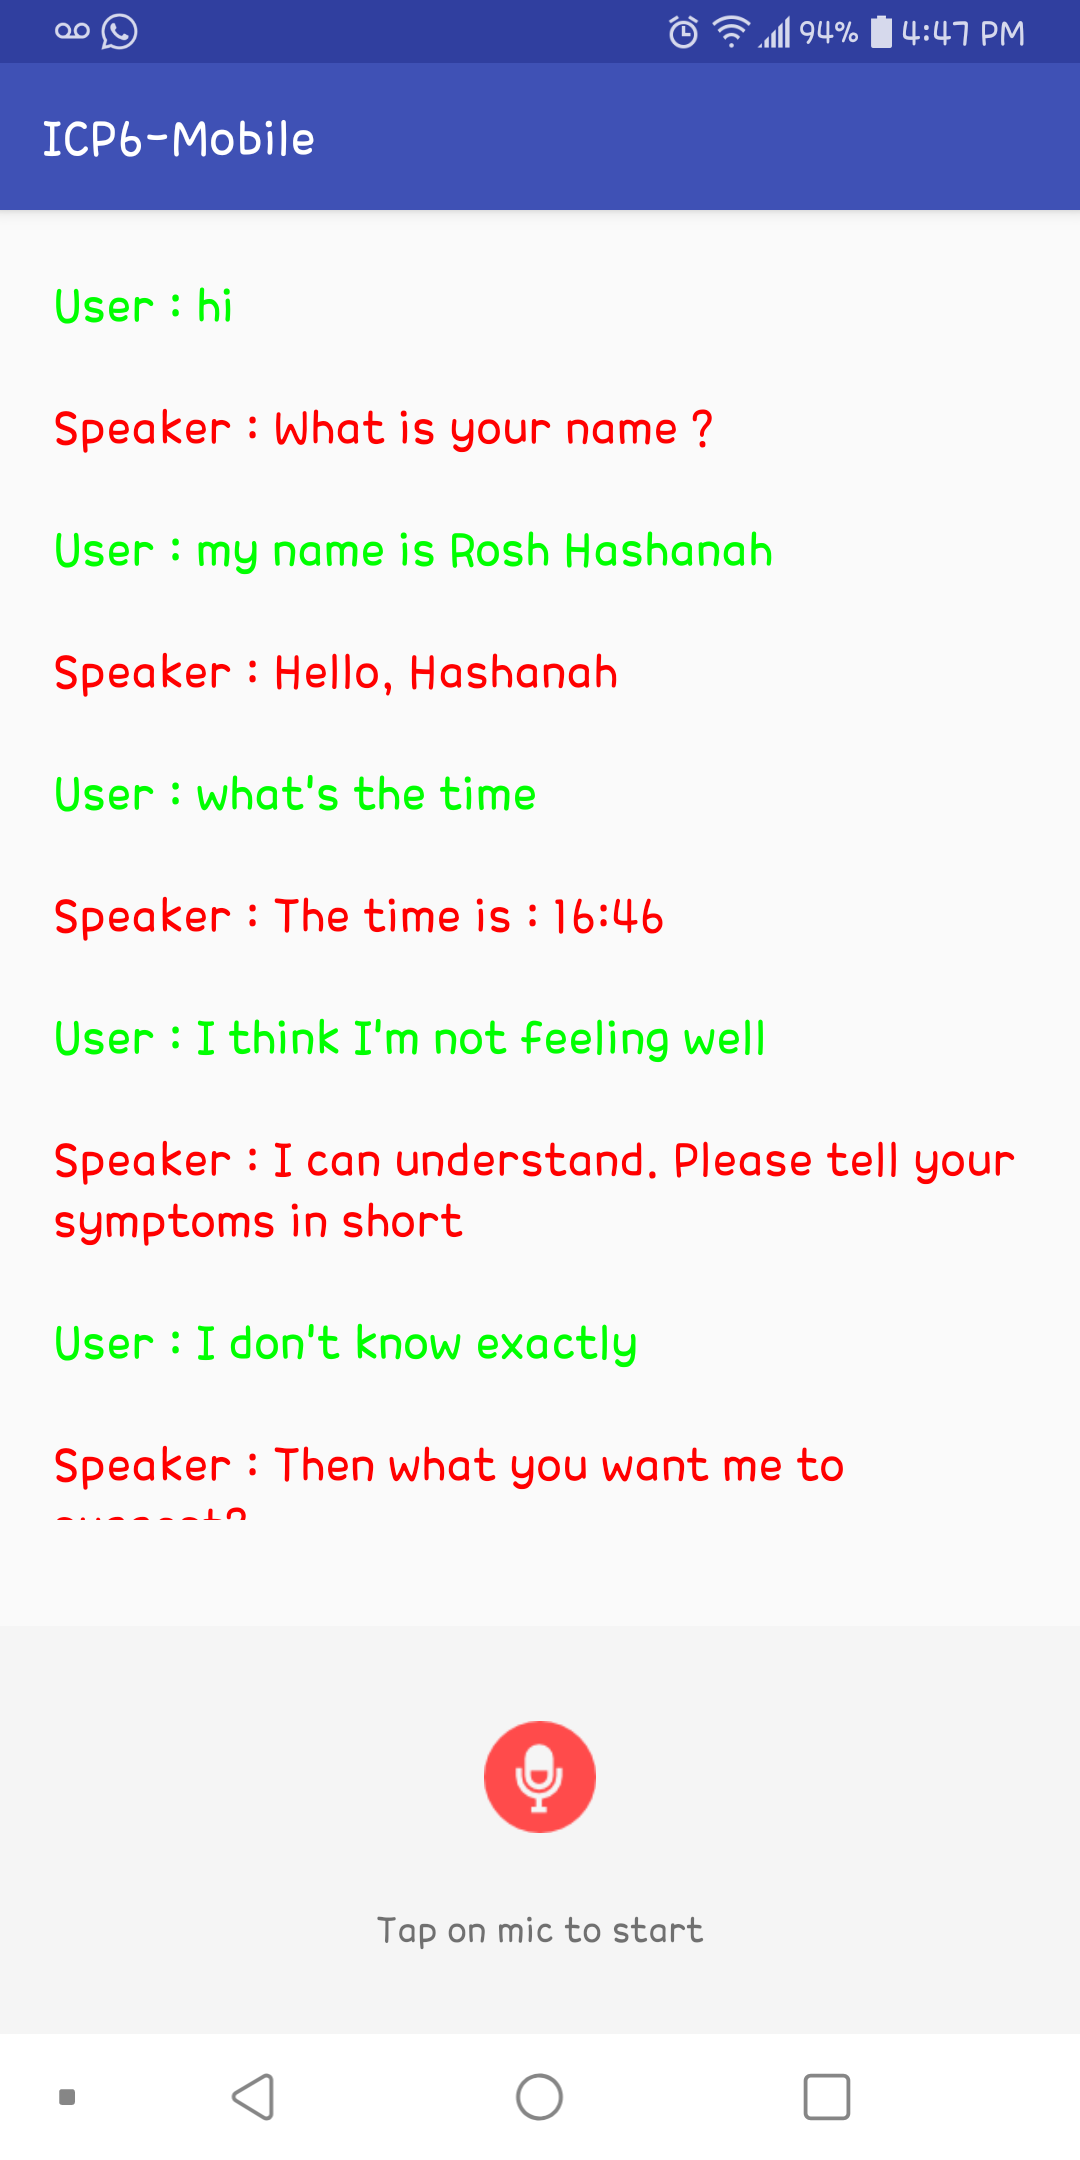 94% 4:47 PM
ICP6-Mobile
User : hi
Speaker : What is your name ?
User : my name is Rosh Hashanah
Speaker : Hello, Hashanah
User : what's the time
Speaker : The time is : 16:46
User : I think I'm not feeling well
Speaker : I can understand. Please tell your
symptoms in short
User : I don't know exactly
Speaker : Then what you want me to
Tap on mic to start